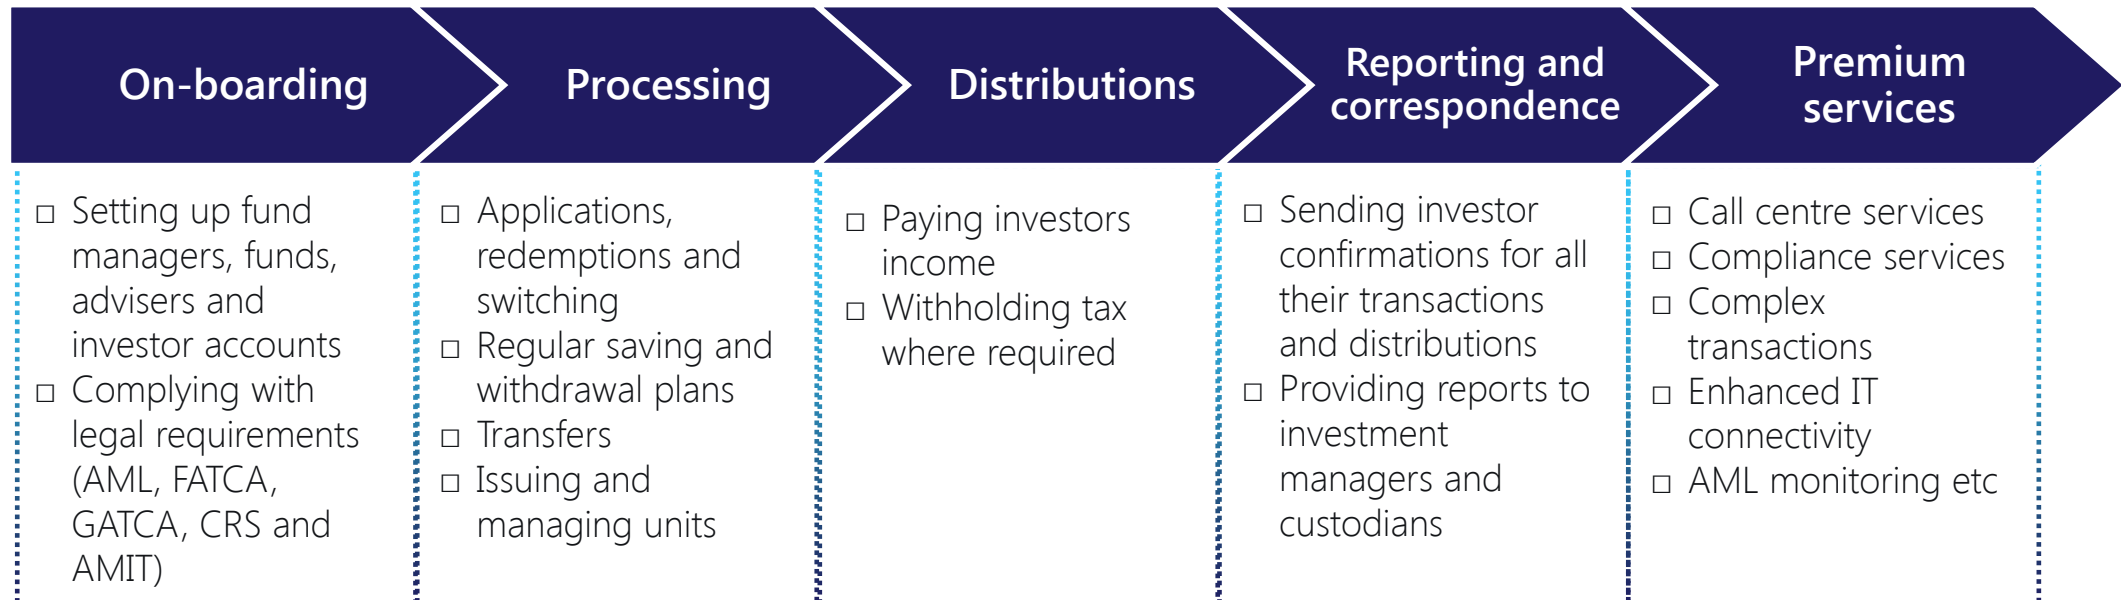 On-boarding
Processing
Distributions
Reporting and
correspondence
Premium
services
□ Setting up fund
managers, funds,
advisers and
investor accounts
□ Complying with
legal requirements
(AML, FATCA,
GATCA, CRS and
AMIT)
□ Applications,
redemptions and
switching
□ Regular saving and
withdrawal plans
□ Transfers
□ Issuing and
managing units
□ Paying investors
income
□ Withholding tax
where required
□ Sending investor
confirmations for all
their transactions
and distributions
□ Providing reports to
investment
managers and
custodians
□ Call centre services
□ Compliance services
□ Complex
transactions
□ Enhanced IT
connectivity
□ AML monitoring etc